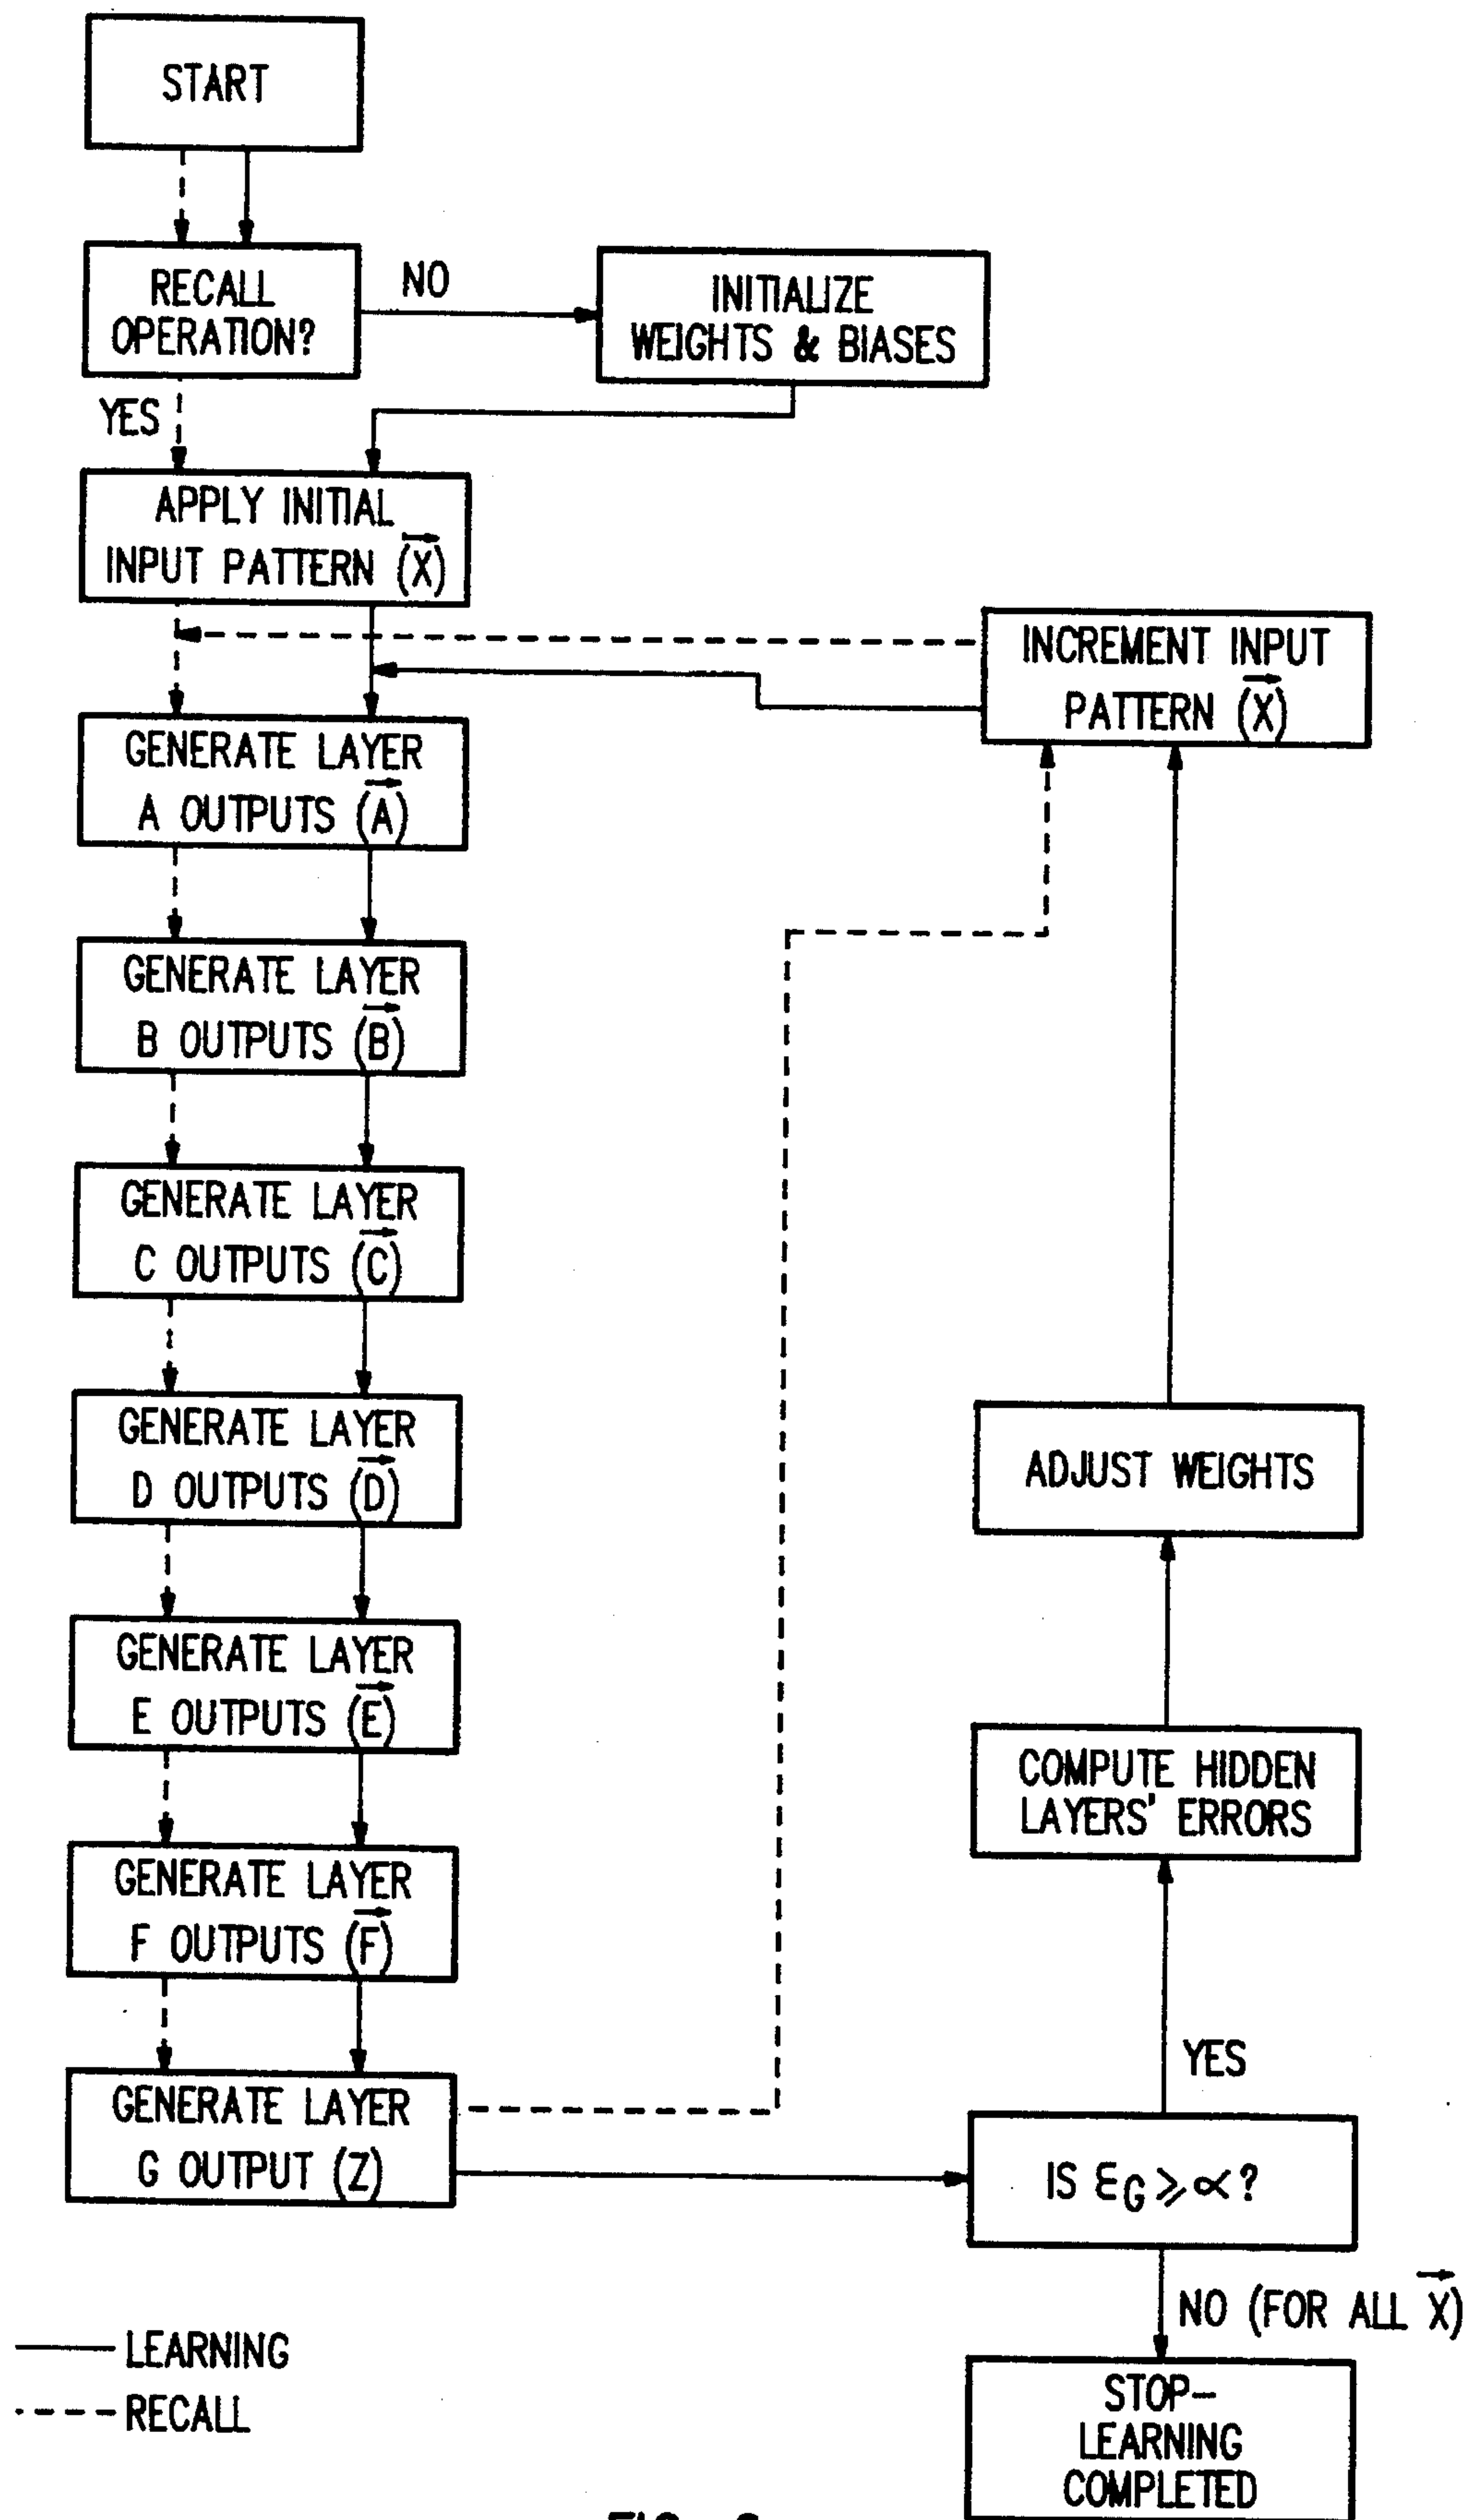 START
RECALL
OPERATION?
NO
INITIALIZE
WEIGHTS & BIASES
YES
APPLY INITIAL
INPUT PATTERN (X)
INCREMENT INPUT
PATTERN (X)
GENERATE LAYER
A OUTPUTS (A)
GENERATE LAYER
B OUTPUTS (B)
GENERATE LAYER
C OUTPUTS (C)
GENERATE LAYER
D OUTPUTS (D)
ADJUST WEIGHTS
GENERATE LAYER
E OUTPUTS (E)
COMPUTE HIDDEN
LAYERS' ERRORS
GENERATE LAYER
F OUTPUTS (F)
YES
GENERATE LAYER
G OUTPUT (Z)
IS ε_G ⩾ ∝ ?
NO (FOR ALL X)
LEARNING
RECALL
STOP-
LEARNING
COMPLETED